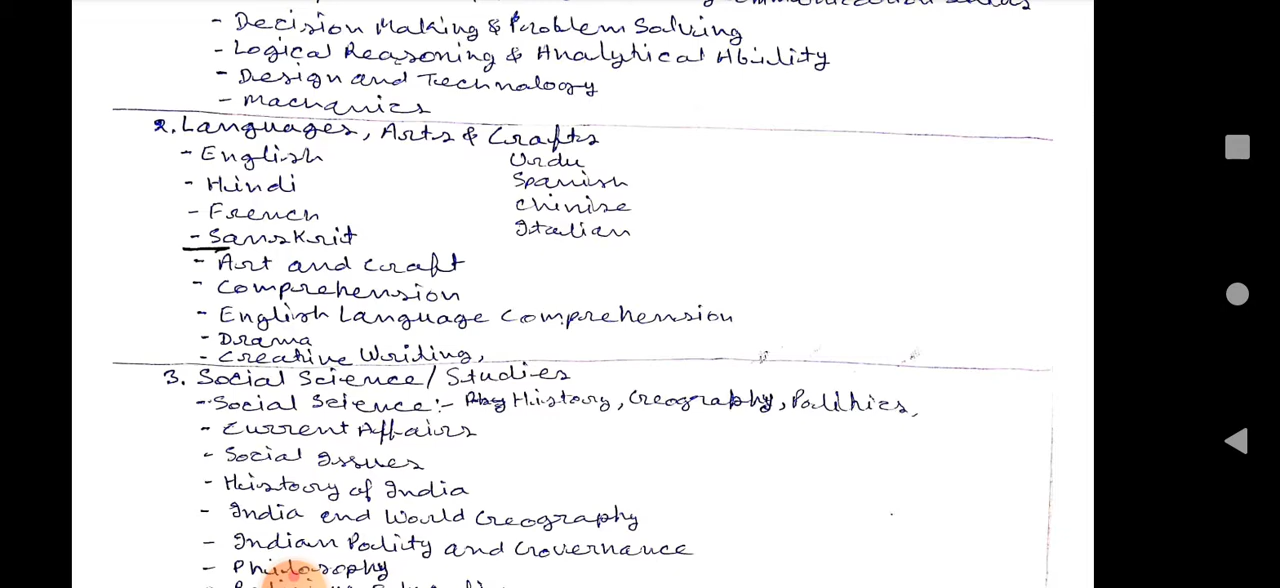 - Decision Making & Problem Solving
- Logical Reasoning & Analytical Ability
- Design and Technology
- Machanics
2. Languages, Arts & Crafts
- English Urdu
- Hindi Spanish
- French Chinise
- Sanskrit Italian
- Art and Craft
- Comprehension
- English Language Comprehension
- Drama
- Creative Writing,
3. Social Science/Studies
- Social Science:- History, Geography, Politics,
- Current Affairs
- Social Issues
- History of India
- India and World Geography
- Indian Polity and Governance
- Philosophy